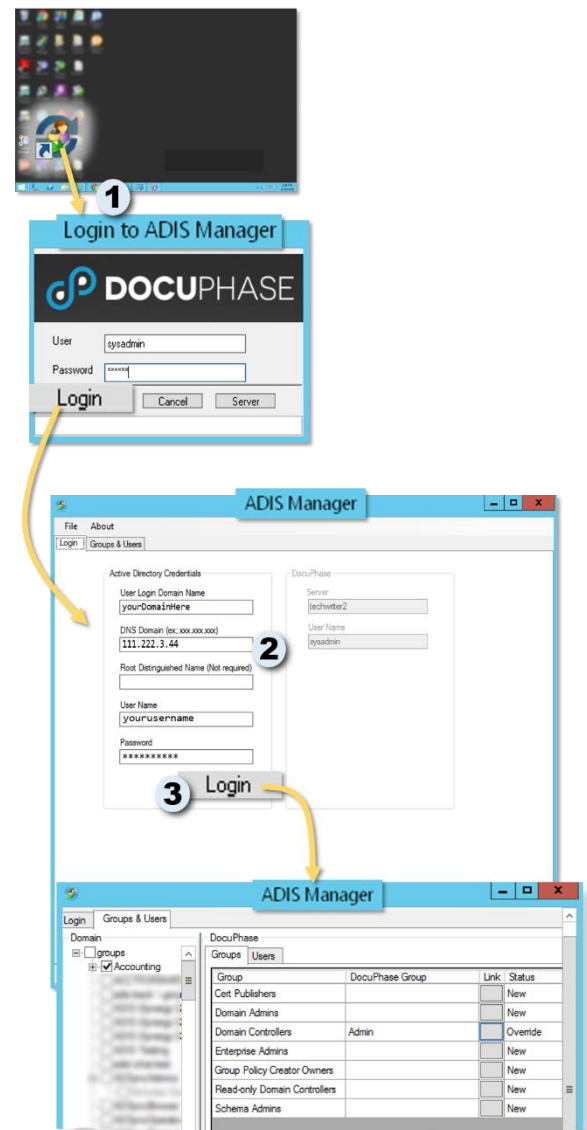 1
Login to ADIS Manager
DOCUPHASE
User
sysadmin
Password
xxxxxx
Login
Cancel
Server
ADIS Manager
File About
Login Groups & Users
Active Directory Credentials
User Login Domain Name
yourDomainHere
DNS Domain (ex; xxx.xxx.xxx)
111.222.3.44
2
Root Distinguished Name (Not required)
User Name
yourusername
Password
**********
3
Login
DocuPhase
Server
techwriter2
User Name
sysadmin
ADIS Manager
Login Groups & Users
Domain
groups
Accounting
DocuPhase
Groups Users
Group DocuPhase Group Link Status
Cert Publishers New
Domain Admins New
Domain Controllers Admin Override
Enterprise Admins New
Group Policy Creator Owners New
Read-only Domain Controllers New
Schema Admins New